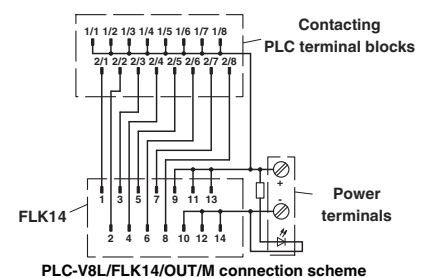 1/1 1/2 1/3 1/4 1/5 1/6 1/7 1/8
Contacting
PLC terminal blocks
2/1 2/2 2/3 2/4 2/5 2/6 2/7 2/8
1 3 5 7 9 11 13
+
-
Power
terminals
FLK14
2 4 6 8 10 12 14
PLC-V8L/FLK14/OUT/M connection scheme